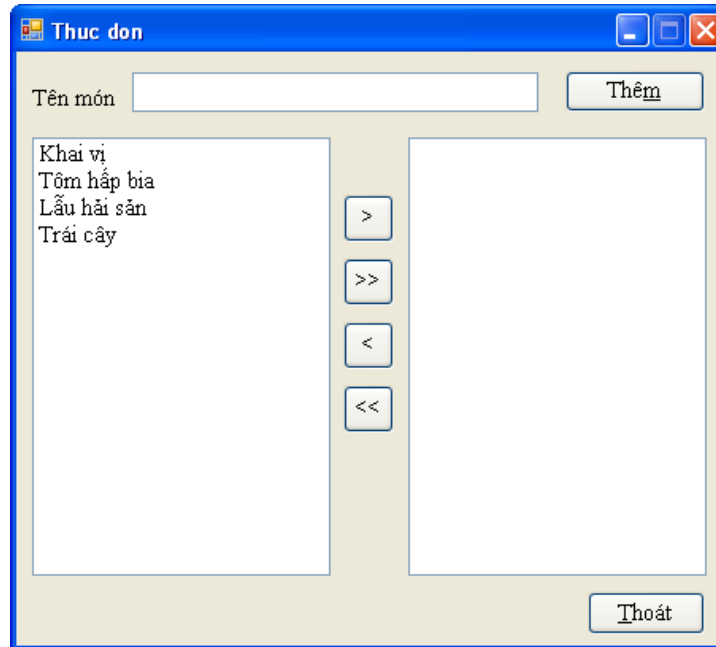 Thuc don
Tên món
Thêm
Khai vị
Tôm hấp bia
Lẫu hải sản
Trái cây
>
>>
<
<<
Thoát